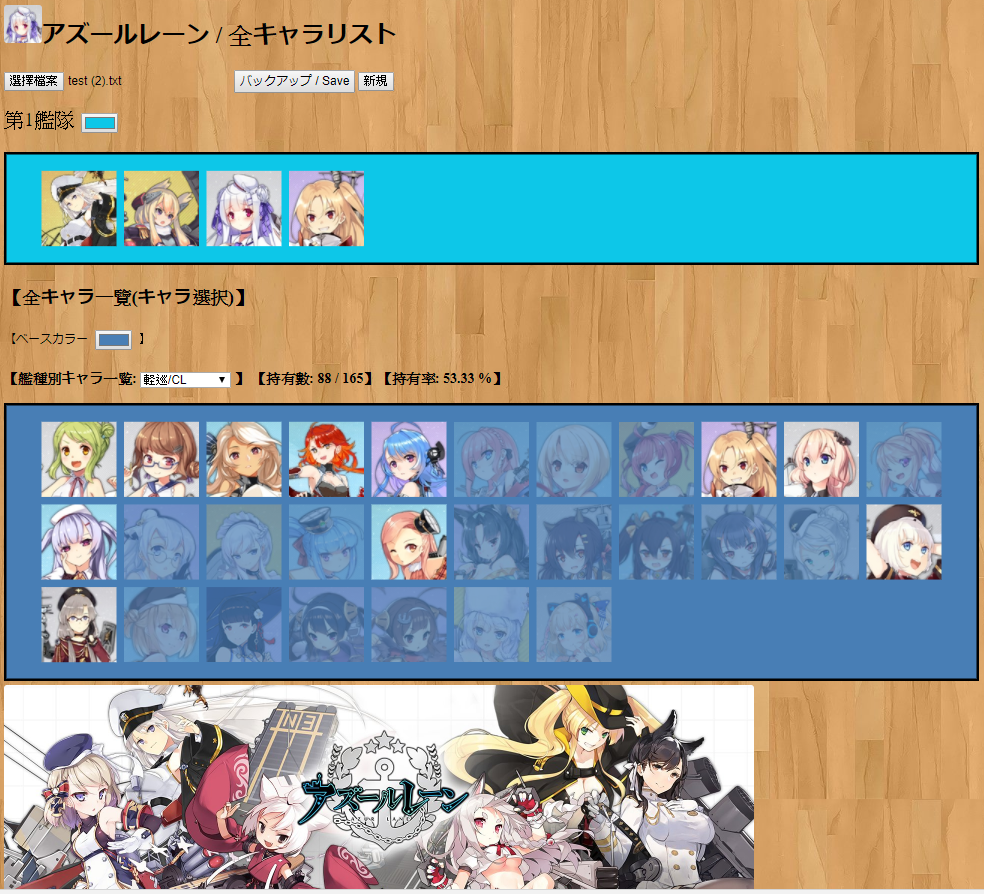 アズールレーン / 全キャラリスト
選擇檔案 test (2).txt バックアップ / Save 新規
第1艦隊
【全キャラ一覽(キャラ選択)】
【ベースカラー 】
【艦種別キャラ一覽: 軽巡/CL 】 【持有數: 88 / 165】【持有率: 53.33 %】
アズールレーン